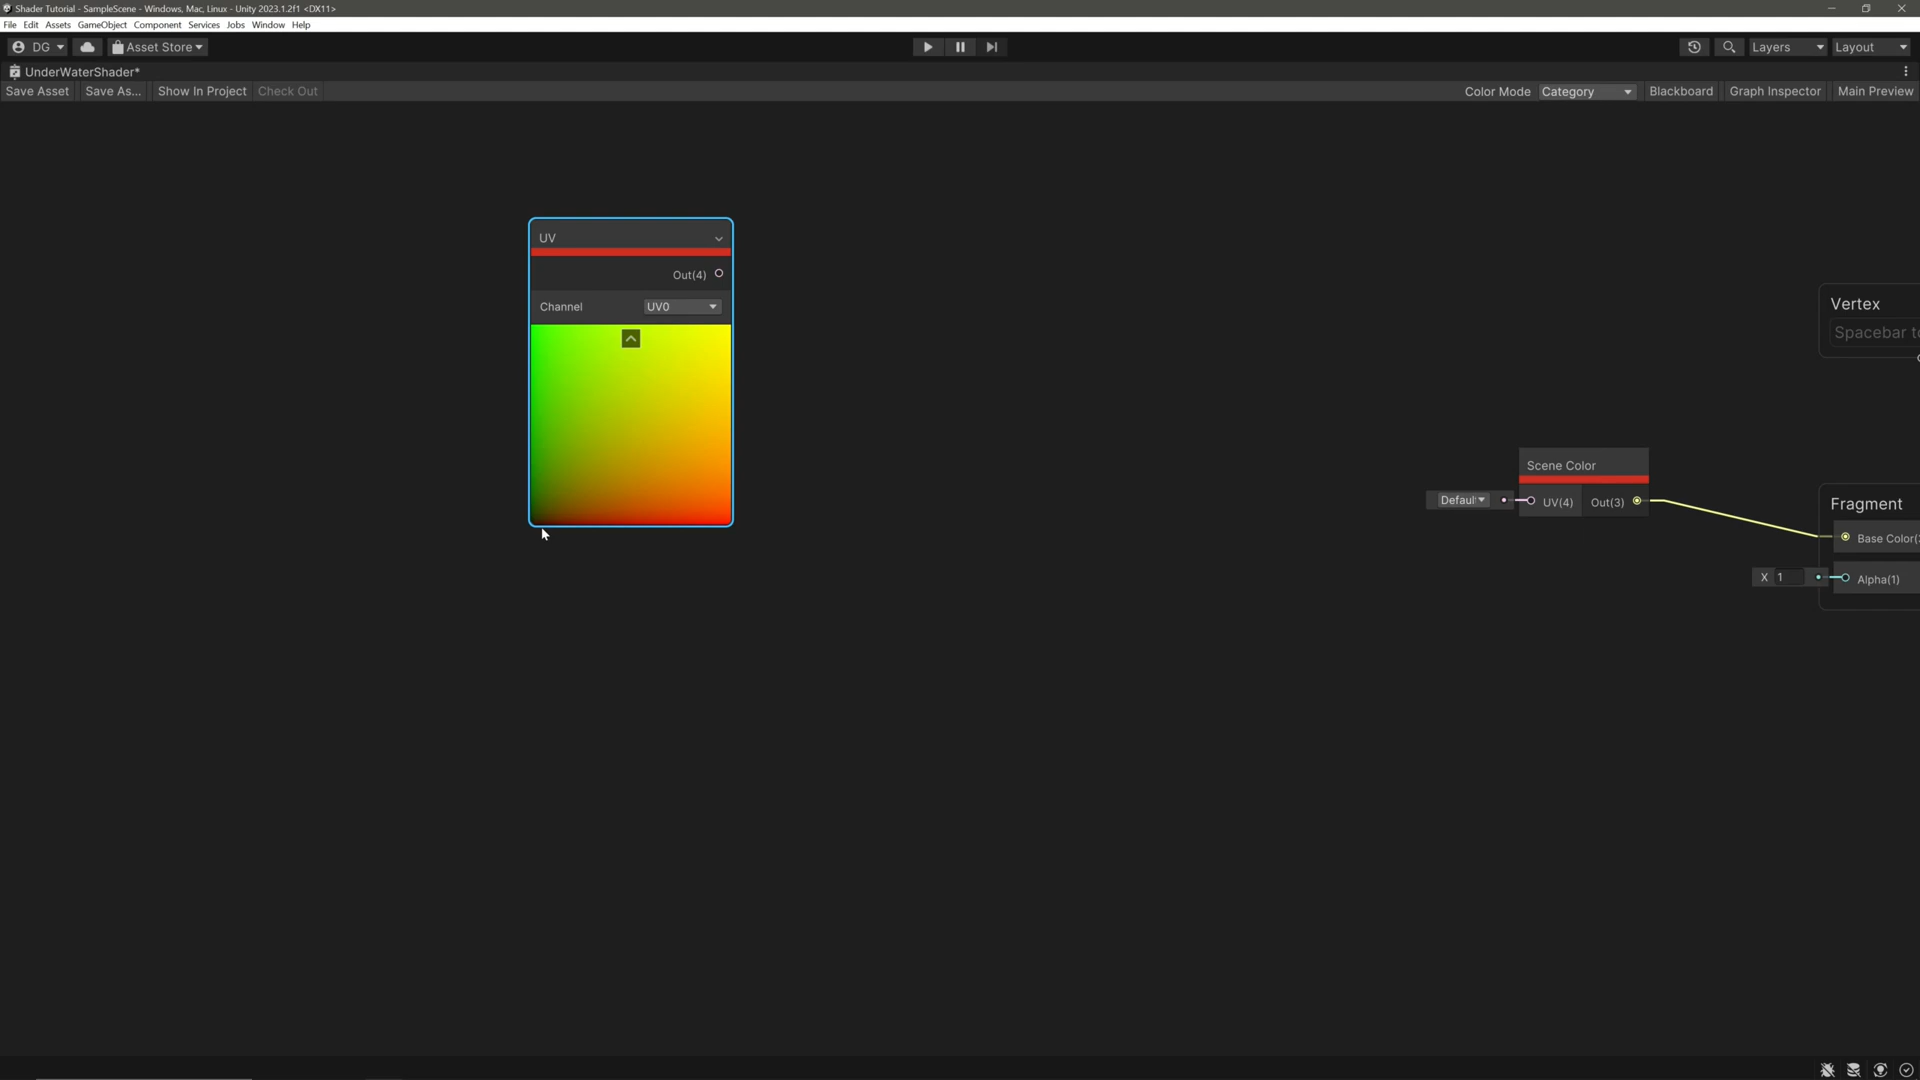 Shader Tutorial - SampleScene - Windows, Mac, Linux - Unity 2023.1.2f1 <DX11>
File Edit Assets GameObject Component Services Jobs Window Help
DG Asset Store Layers Layout
UnderWaterShader*
Save Asset Save As... Show In Project Check Out Color Mode Category Blackboard Graph Inspector Main Preview
UV
Out(4)
Channel UV0
Vertex
Spacebar to
Scene Color
Defaul UV(4) Out(3)
Fragment
Base Color(
X 1 Alpha(1)